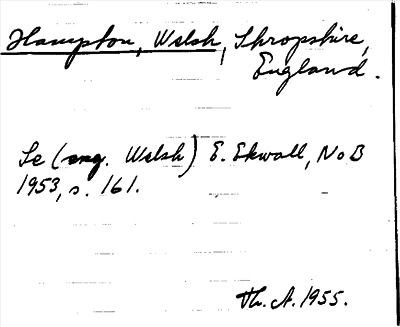 Hampton, Welsh, Shropshire,
England.
Se (eng. Welsh) E. Ekwall, NoB
1953, s. 161.
Th. A. 1955.